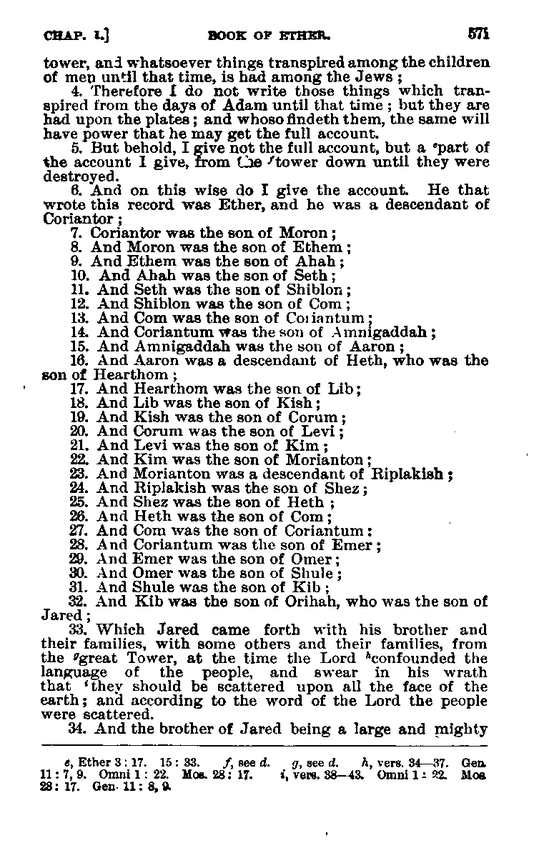 CHAP. 1.] BOOK OF ETHER. 571
tower, and whatsoever things transpired among the children
of men until that time, is had among the Jews ;
4. Therefore I do not write those things which tran-
spired from the days of Adam until that time ; but they are
had upon the plates ; and whoso findeth them, the same will
have power that he may get the full account.
5. But behold, I give not the full account, but a ᵉpart of
the account I give, from the ᶠtower down until they were
destroyed.
6. And on this wise do I give the account. He that
wrote this record was Ether, and he was a descendant of
Coriantor ;
7. Coriantor was the son of Moron ;
8. And Moron was the son of Ethem ;
9. And Ethem was the son of Ahah ;
10. And Ahah was the son of Seth ;
11. And Seth was the son of Shiblon ;
12. And Shiblon was the son of Com ;
13. And Com was the son of Coriantum ;
14. And Coriantum was the son of Amnigaddah ;
15. And Amnigaddah was the son of Aaron ;
16. And Aaron was a descendant of Heth, who was the
son of Hearthom ;
17. And Hearthom was the son of Lib ;
18. And Lib was the son of Kish ;
19. And Kish was the son of Corum ;
20. And Corum was the son of Levi ;
21. And Levi was the son of Kim ;
22. And Kim was the son of Morianton ;
23. And Morianton was a descendant of Riplakish ;
24. And Riplakish was the son of Shez ;
25. And Shez was the son of Heth ;
26. And Heth was the son of Com ;
27. And Com was the son of Coriantum :
28. And Coriantum was the son of Emer ;
29. And Emer was the son of Omer ;
30. And Omer was the son of Shule ;
31. And Shule was the son of Kib ;
32. And Kib was the son of Orihah, who was the son of
Jared ;
33. Which Jared came forth with his brother and
their families, with some others and their families, from
the ᵍgreat Tower, at the time the Lord ʰconfounded the
language of the people, and swear in his wrath
that ⁱthey should be scattered upon all the face of the
earth ; and according to the word of the Lord the people
were scattered.
34. And the brother of Jared being a large and mighty
e, Ether 3 : 17. 15 : 33. f, see d. g, see d. h, vers. 34—37. Gen.
11 : 7, 9. Omni 1 : 22. Mos. 28 : 17. i, vers. 38—43. Omni 1 : 22. Mos
28 : 17. Gen. 11 : 8, 9.